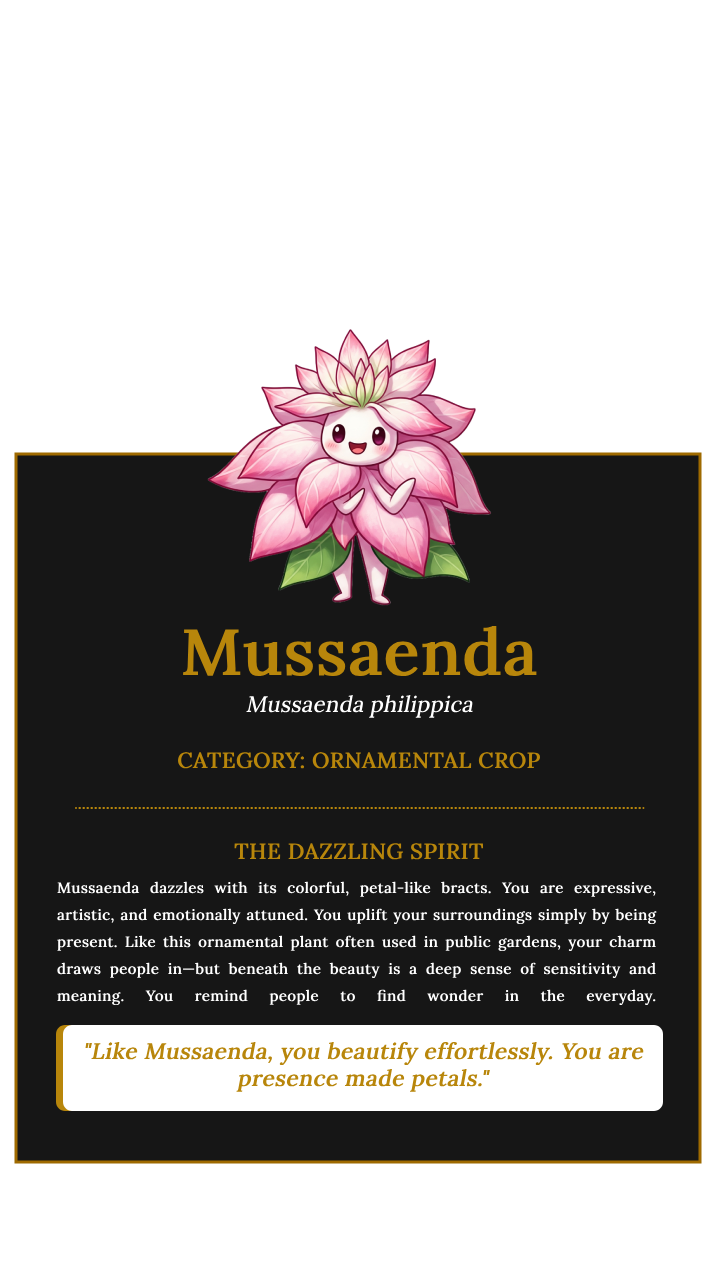 Mussaenda
Mussaenda philippica
CATEGORY: ORNAMENTAL CROP
THE DAZZLING SPIRIT
Mussaenda dazzles with its colorful, petal-like bracts. You are expressive,
artistic, and emotionally attuned. You uplift your surroundings simply by being
present. Like this ornamental plant often used in public gardens, your charm
draws people in—but beneath the beauty is a deep sense of sensitivity and
meaning. You remind people to find wonder in the everyday.
"Like Mussaenda, you beautify effortlessly. You are
presence made petals."